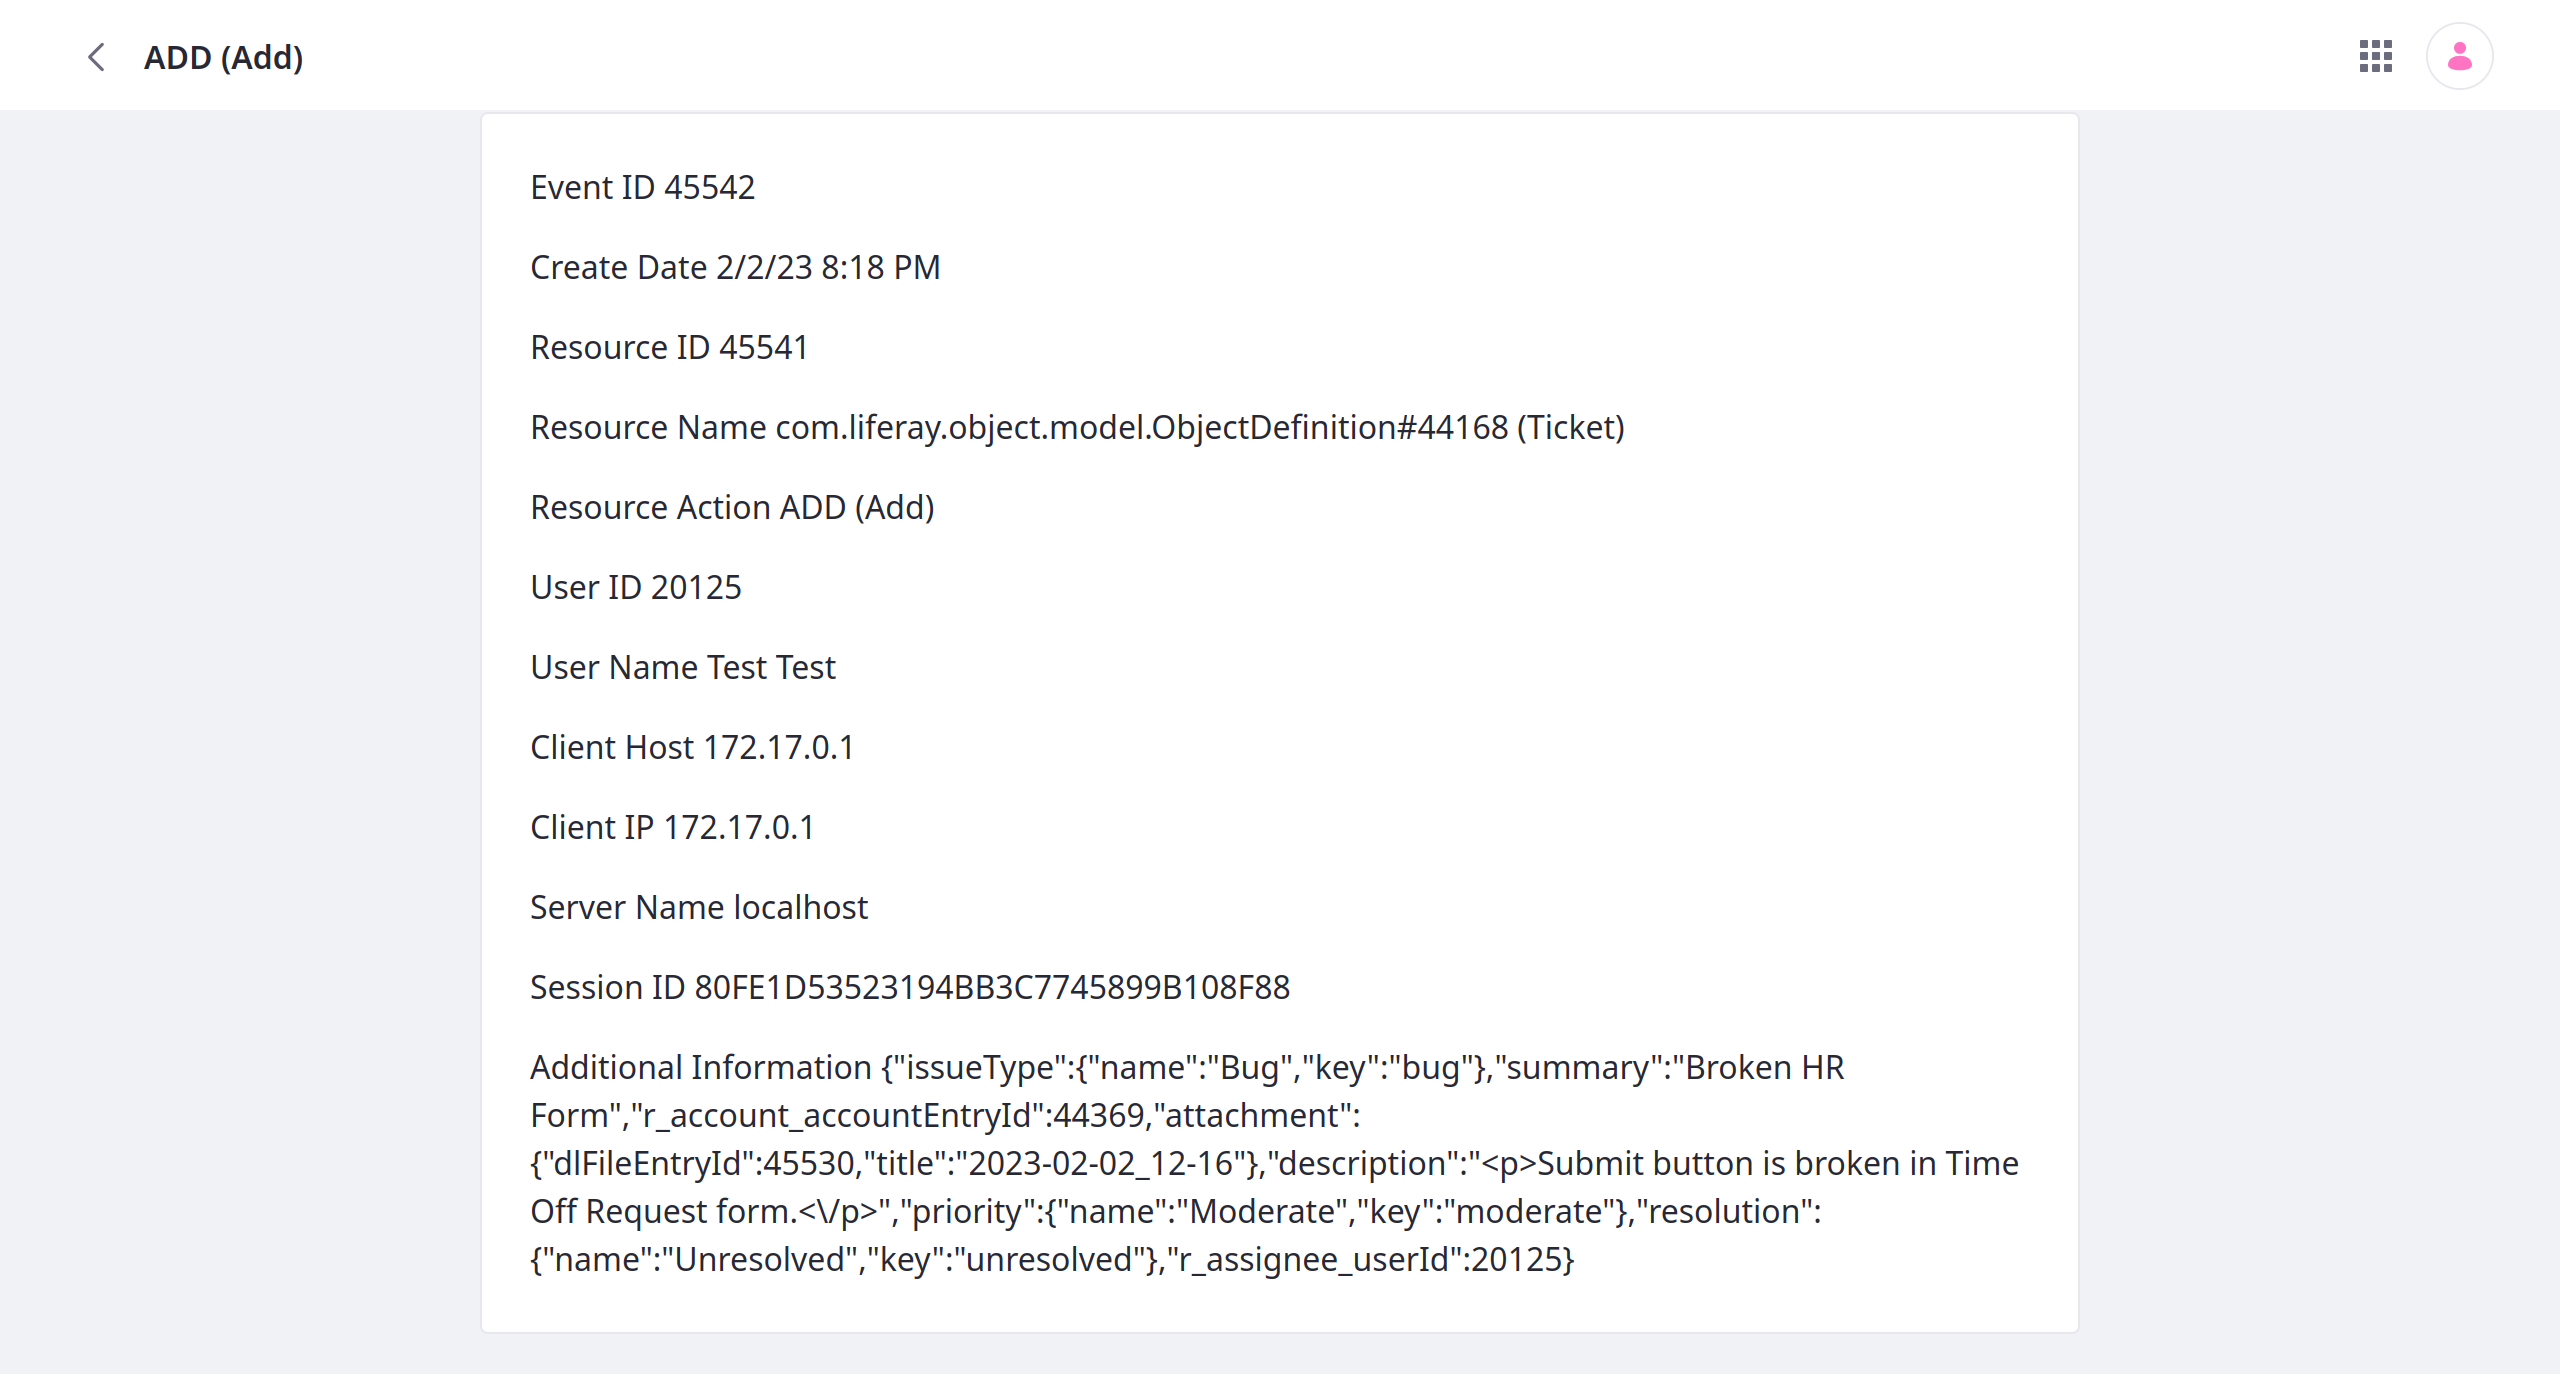 ADD (Add)
Event ID 45542
Create Date 2/2/23 8:18 PM
Resource ID 45541
Resource Name com.liferay.object.model.ObjectDefinition#44168 (Ticket)
Resource Action ADD (Add)
User ID 20125
User Name Test Test
Client Host 172.17.0.1
Client IP 172.17.0.1
Server Name localhost
Session ID 80FE1D53523194BB3C7745899B108F88
Additional Information {"issueType":{"name":"Bug","key":"bug"},"summary":"Broken HR
Form","r_account_accountEntryId":44369,"attachment":
{"dlFileEntryId":45530,"title":"2023-02-02_12-16"},"description":"<p>Submit button is broken in Time
Off Request form.<\/p>","priority":{"name":"Moderate","key":"moderate"},"resolution":
{"name":"Unresolved","key":"unresolved"},"r_assignee_userId":20125}